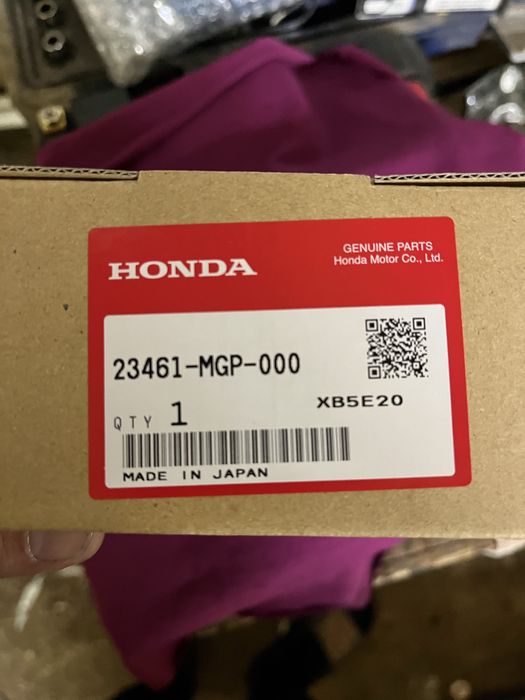 HONDA
GENUINE PARTS
Honda Motor Co., Ltd.
23461-MGP-000
XB5E20
QTY 1
MADE IN JAPAN